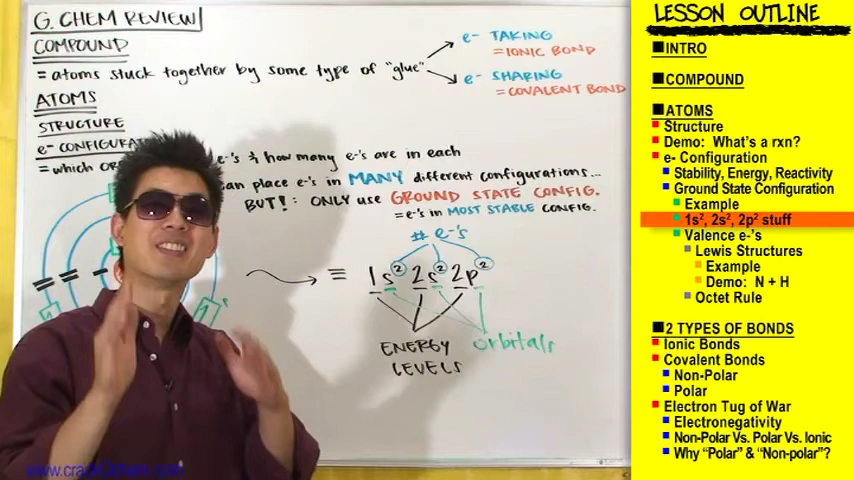 G. CHEM REVIEW
COMPOUND
= atoms stuck together by some type of "glue"
e- TAKING
= IONIC BOND
e- SHARING
= COVALENT BOND
ATOMS
STRUCTURE
e- CONFIGURAT
= which OR e-'s & how many e-'s are in each
can place e-'s in MANY different configurations...
BUT!: ONLY use GROUND STATE CONFIG.
= e-'s in MOST STABLE CONFIG.
# e-'s
≡ 1s² 2s² 2p²
ENERGY LEVELS
orbitals
LESSON OUTLINE
INTRO
COMPOUND
ATOMS
Structure
Demo: What's a rxn?
e- Configuration
Stability, Energy, Reactivity
Ground State Configuration
Example
1s², 2s², 2p² stuff
Valence e-'s
Lewis Structures
Example
Demo: N + H
Octet Rule
2 TYPES OF BONDS
Ionic Bonds
Covalent Bonds
Non-Polar
Polar
Electron Tug of War
Electronegativity
Non-Polar Vs. Polar Vs. Ionic
Why "Polar" & "Non-polar"?